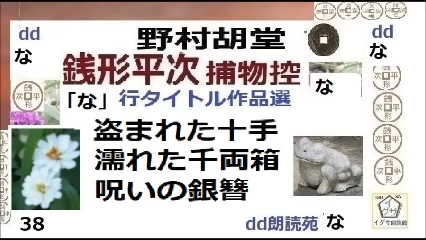 野村胡堂
dd
な
dd
な
銭形平次 捕物控
な
「な」行タイトル作品選
盗まれた十手
濡れた千両箱
呪いの銀簪
38
dd朗読苑
な